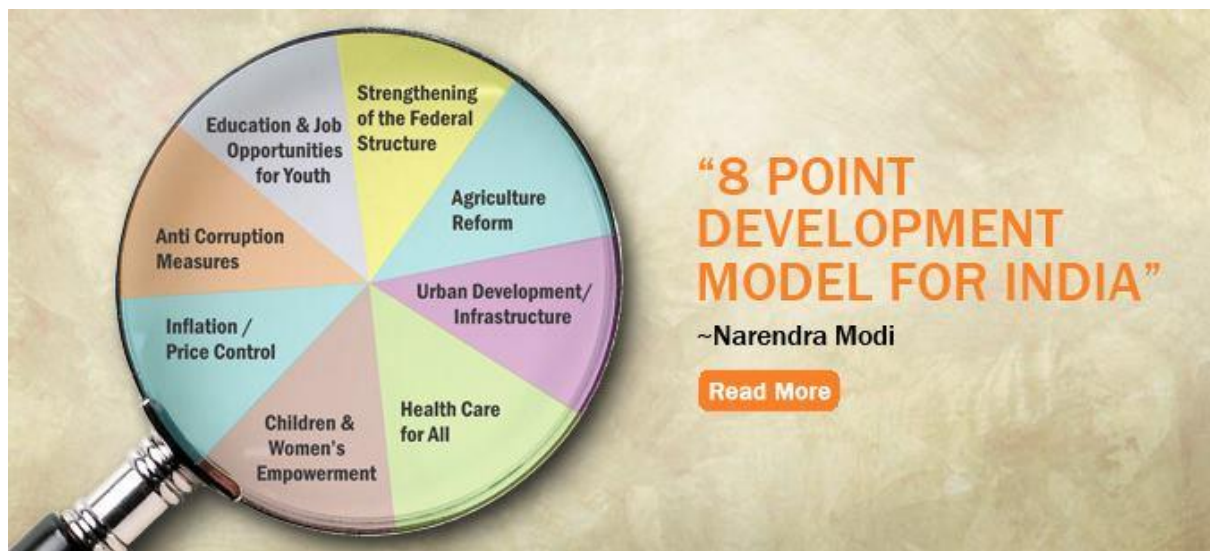 Strengthening
of the Federal
Structure
Agriculture
Reform
Urban Development/
Infrastructure
Health Care
for All
Children &
Women's
Empowerment
Inflation /
Price Control
Anti Corruption
Measures
Education & Job
Opportunities
for Youth
“8 POINT
DEVELOPMENT
MODEL FOR INDIA”
~Narendra Modi
Read More